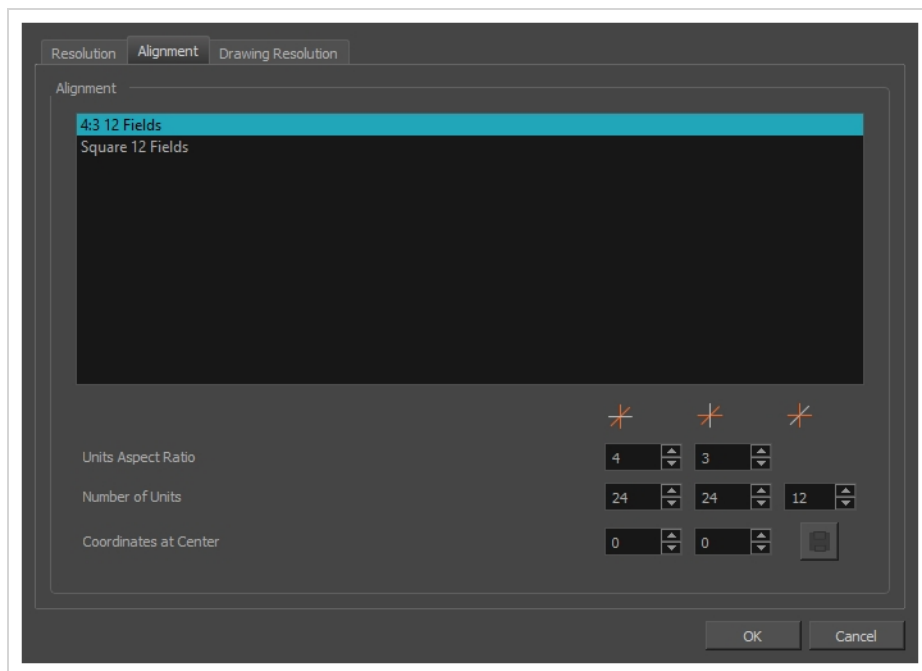 Resolution Alignment Drawing Resolution
Alignment
4:3 12 Fields
Square 12 Fields
Units Aspect Ratio 4 3
Number of Units 24 24 12
Coordinates at Center 0 0
OK Cancel